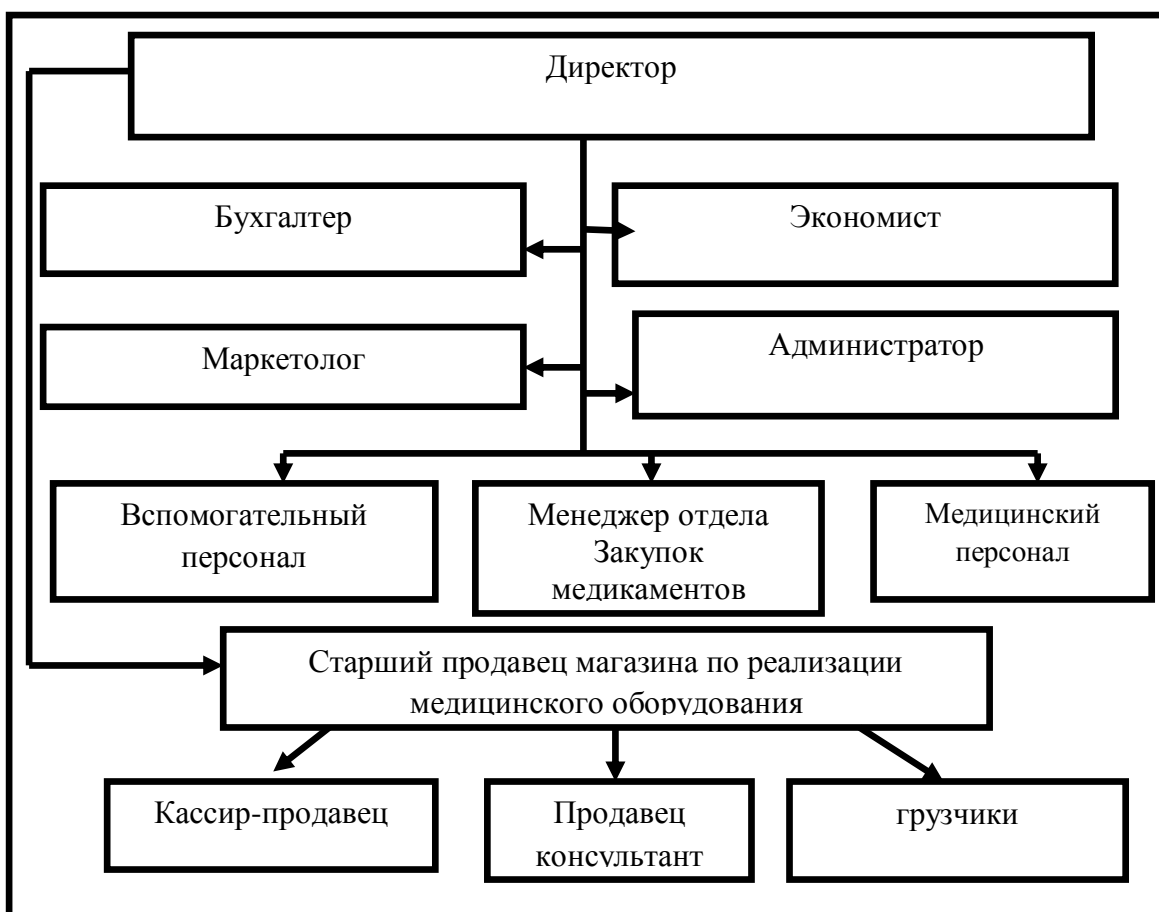 Директор
Бухгалтер
Экономист
Маркетолог
Администратор
Вспомогательный
персонал
Менеджер отдела
Закупок
медикаментов
Медицинский
персонал
Старший продавец магазина по реализации
медицинского оборудования
Кассир-продавец
Продавец
консультант
грузчики